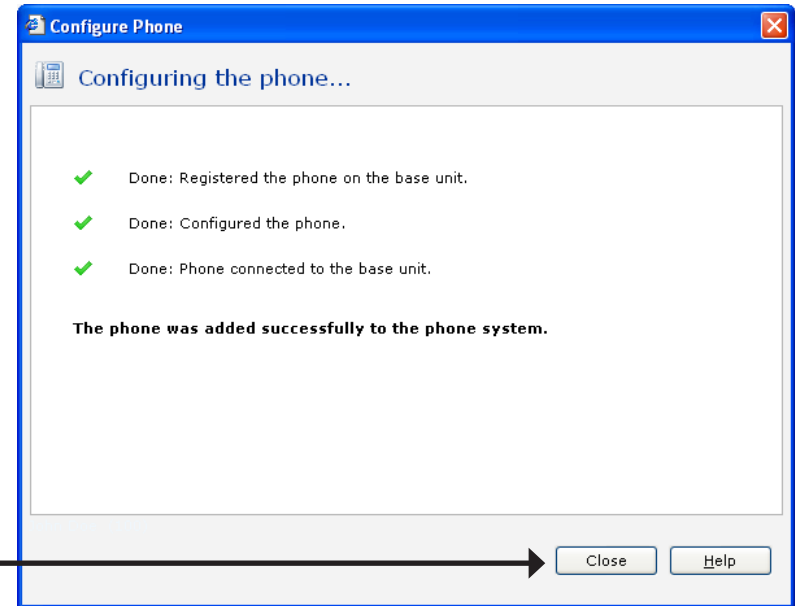 Configure Phone
Configuring the phone...
Done: Registered the phone on the base unit.
Done: Configured the phone.
Done: Phone connected to the base unit.
The phone was added successfully to the phone system.
Close Help